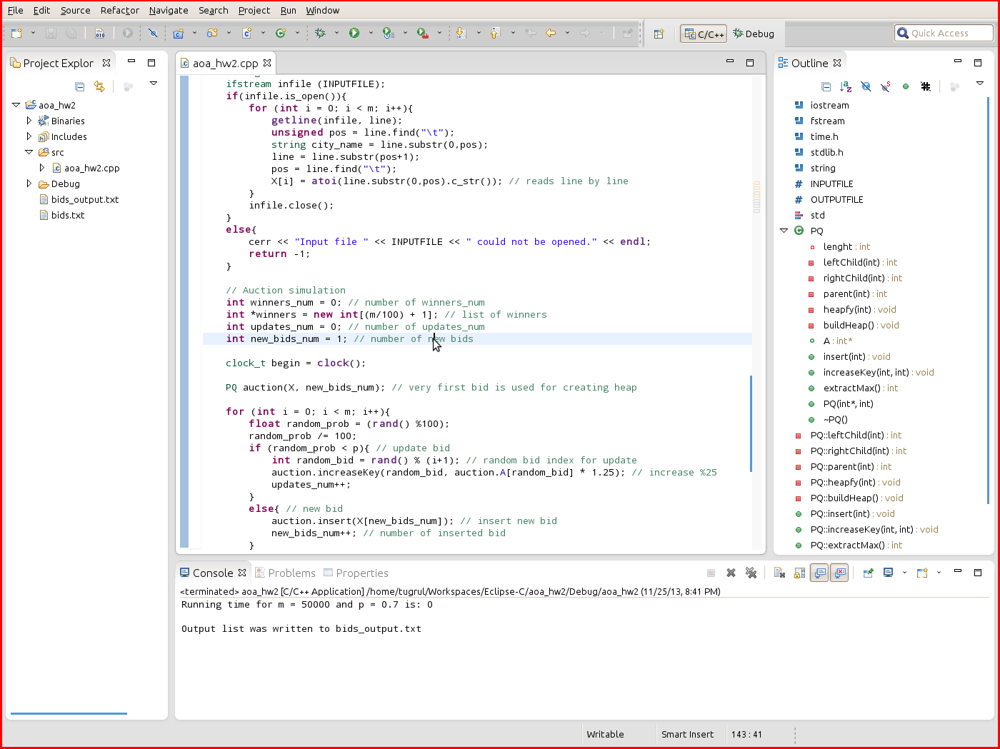 File Edit Source Refactor Navigate Search Project Run Window
C/C++ Debug Quick Access
Project Explor
aoa_hw2
Binaries
Includes
src
aoa_hw2.cpp
Debug
bids_output.txt
bids.txt
aoa_hw2.cpp
ifstream infile (INPUTFILE);
if(infile.is_open()){
for (int i = 0; i < m; i++){
getline(infile, line);
unsigned pos = line.find("\t");
string city_name = line.substr(0,pos);
line = line.substr(pos+1);
pos = line.find("\t");
X[i] = atoi(line.substr(0,pos).c_str()); // reads line by line
}
infile.close();
}
else{
cerr << "Input file " << INPUTFILE << " could not be opened." << endl;
return -1;
}
// Auction simulation
int winners_num = 0; // number of winners_num
int *winners = new int[(m/100) + 1]; // list of winners
int updates_num = 0; // number of updates_num
int new_bids_num = 1; // number of new bids
clock_t begin = clock();
PQ auction(X, new_bids_num); // very first bid is used for creating heap
for (int i = 0; i < m; i++){
float random_prob = (rand() %100);
random_prob /= 100;
if (random_prob < p){ // update bid
int random_bid = rand() % (i+1); // random bid index for update
auction.increaseKey(random_bid, auction.A[random_bid] * 1.25); // increase %25
updates_num++;
}
else{ // new bid
auction.insert(X[new_bids_num]); // insert new bid
new_bids_num++; // number of inserted bid
}
Outline
iostream
fstream
time.h
stdlib.h
string
INPUTFILE
OUTPUTFILE
std
PQ
lenght : int
leftChild(int) : int
rightChild(int) : int
parent(int) : int
heapfy(int) : void
buildHeap() : void
A : int*
insert(int) : void
increaseKey(int, int) : void
extractMax() : int
PQ(int*, int)
~PQ()
PQ::leftChild(int) : int
PQ::rightChild(int) : int
PQ::parent(int) : int
PQ::heapfy(int) : void
PQ::buildHeap() : void
PQ::insert(int) : void
PQ::increaseKey(int, int) : void
PQ::extractMax() : int
Console Problems Properties
<terminated> aoa_hw2 [C/C++ Application] /home/tugrul/Workspaces/Eclipse-C/aoa_hw2/Debug/aoa_hw2 (11/25/13, 8:41 PM)
Running time for m = 50000 and p = 0.7 is: 0
Output list was written to bids_output.txt
Writable Smart Insert 143 : 41